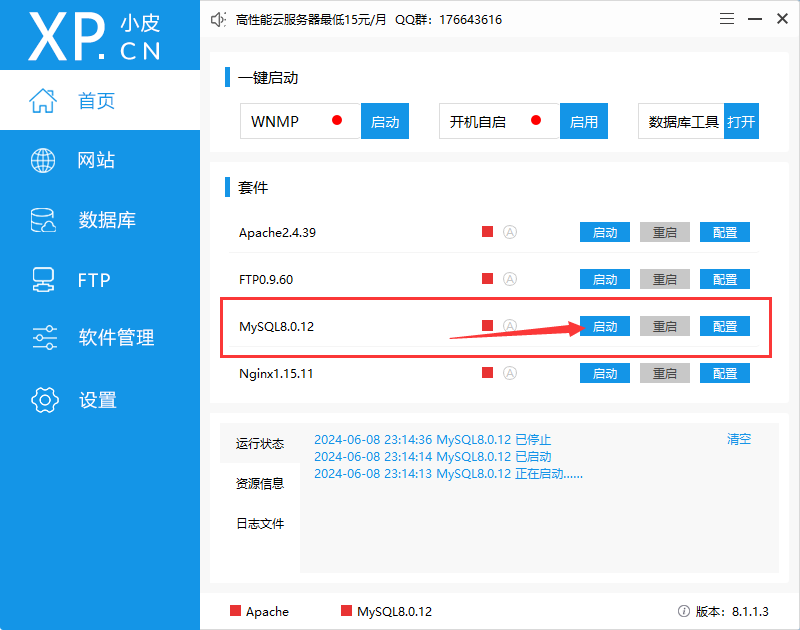 XP. 小皮 CN
高性能云服务器最低15元/月 QQ群：176643616
首页
网站
数据库
FTP
软件管理
设置
一键启动
WNMP 启动 开机自启 启用 数据库工具 打开
套件
Apache2.4.39 A 启动 重启 配置
FTP0.9.60 A 启动 重启 配置
MySQL8.0.12 A 启动 重启 配置
Nginx1.15.11 A 启动 重启 配置
运行状态
资源信息
日志文件
2024-06-08 23:14:36 MySQL8.0.12 已停止 清空
2024-06-08 23:14:14 MySQL8.0.12 已启动
2024-06-08 23:14:13 MySQL8.0.12 正在启动......
Apache MySQL8.0.12 版本：8.1.1.3